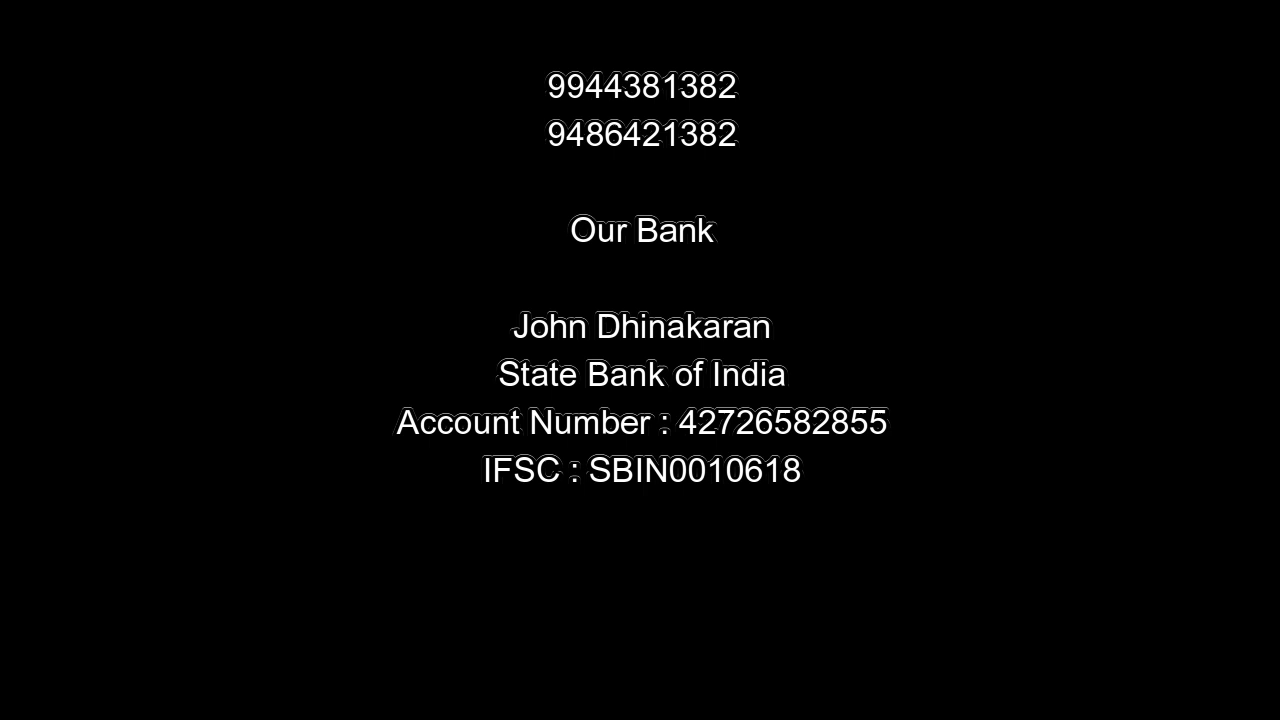 9944381382
9486421382
Our Bank
John Dhinakaran
State Bank of India
Account Number : 42726582855
IFSC : SBIN0010618